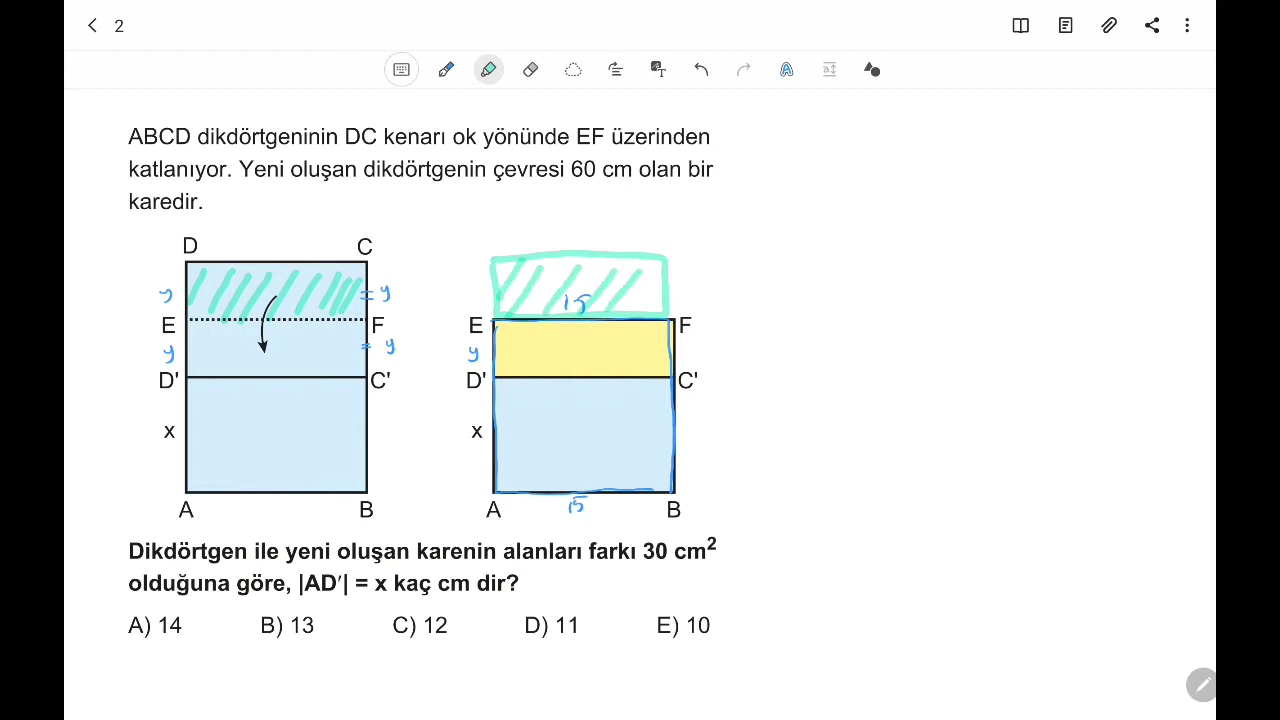 2
ABCD dikdörtgeninin DC kenarı ok yönünde EF üzerinden
katlanıyor. Yeni oluşan dikdörtgenin çevresi 60 cm olan bir
karedir.
D C
y = y
15
E F E F
y = y y
D' C' D' C'
x x
A B A B
15
Dikdörtgen ile yeni oluşan karenin alanları farkı 30 cm²
olduğuna göre, |AD′| = x kaç cm dir?
A) 14 B) 13 C) 12 D) 11 E) 10